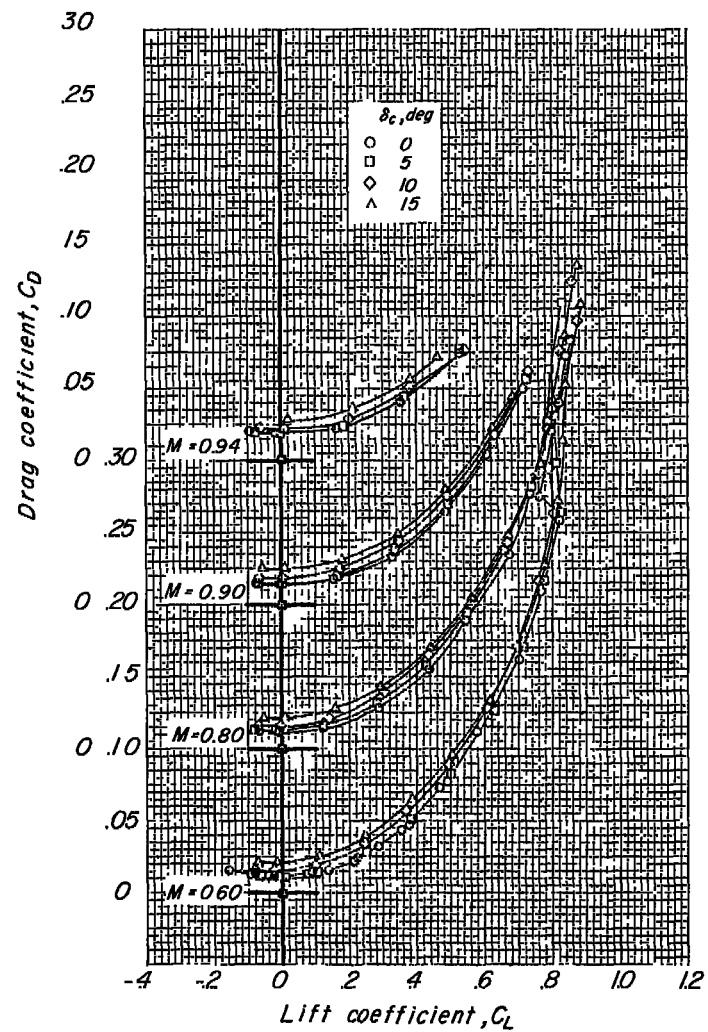 30
.25
.20
.15
.10
.05
0 .30
.25
0 .20
.15
0 .10
.05
0
Drag coefficient, C_D
δc, deg
0
5
10
15
M = 0.94
M = 0.90
M = 0.80
M = 0.60
-.4 -.2 0 .2 .4 .6 .8 1.0 1.2
Lift coefficient, C_L